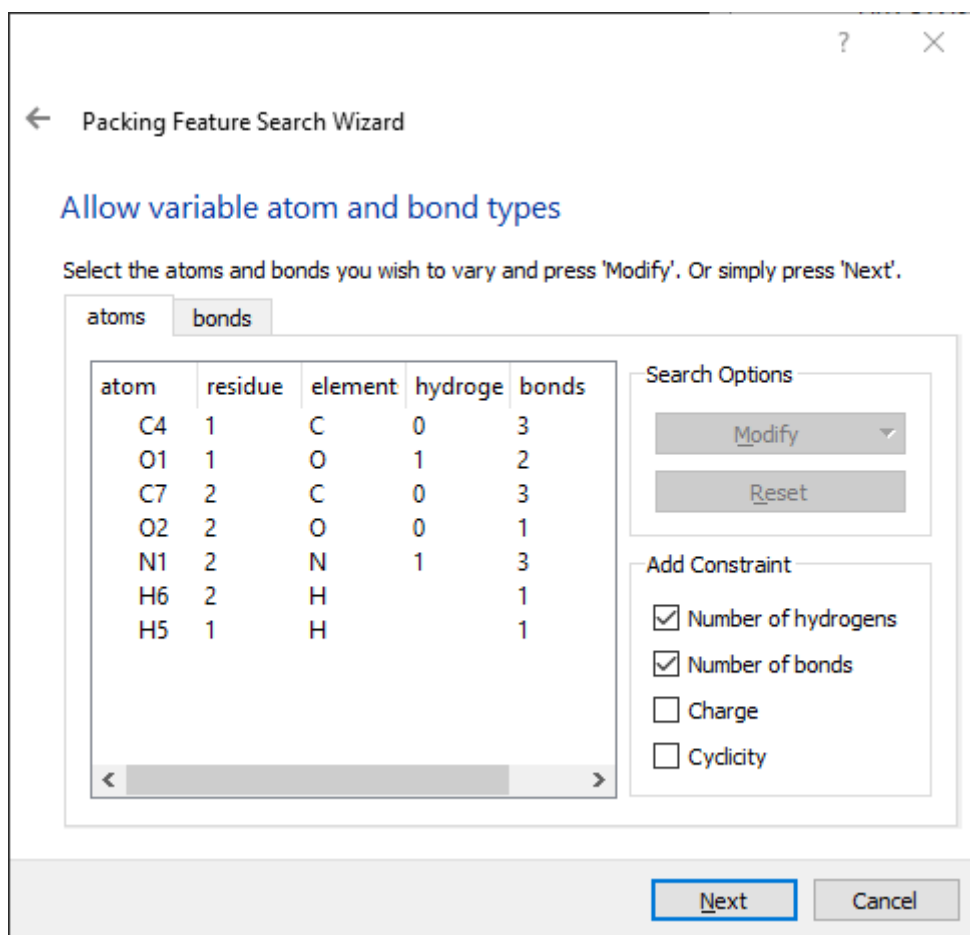 ?
Packing Feature Search Wizard
Allow variable atom and bond types
Select the atoms and bonds you wish to vary and press 'Modify'. Or simply press 'Next'.
atoms bonds
atom residue element hydroge bonds
C4 1 C 0 3
O1 1 O 1 2
C7 2 C 0 3
O2 2 O 0 1
N1 2 N 1 3
H6 2 H 1
H5 1 H 1
Search Options
Modify
Reset
Add Constraint
Number of hydrogens
Number of bonds
Charge
Cyclicity
Next Cancel